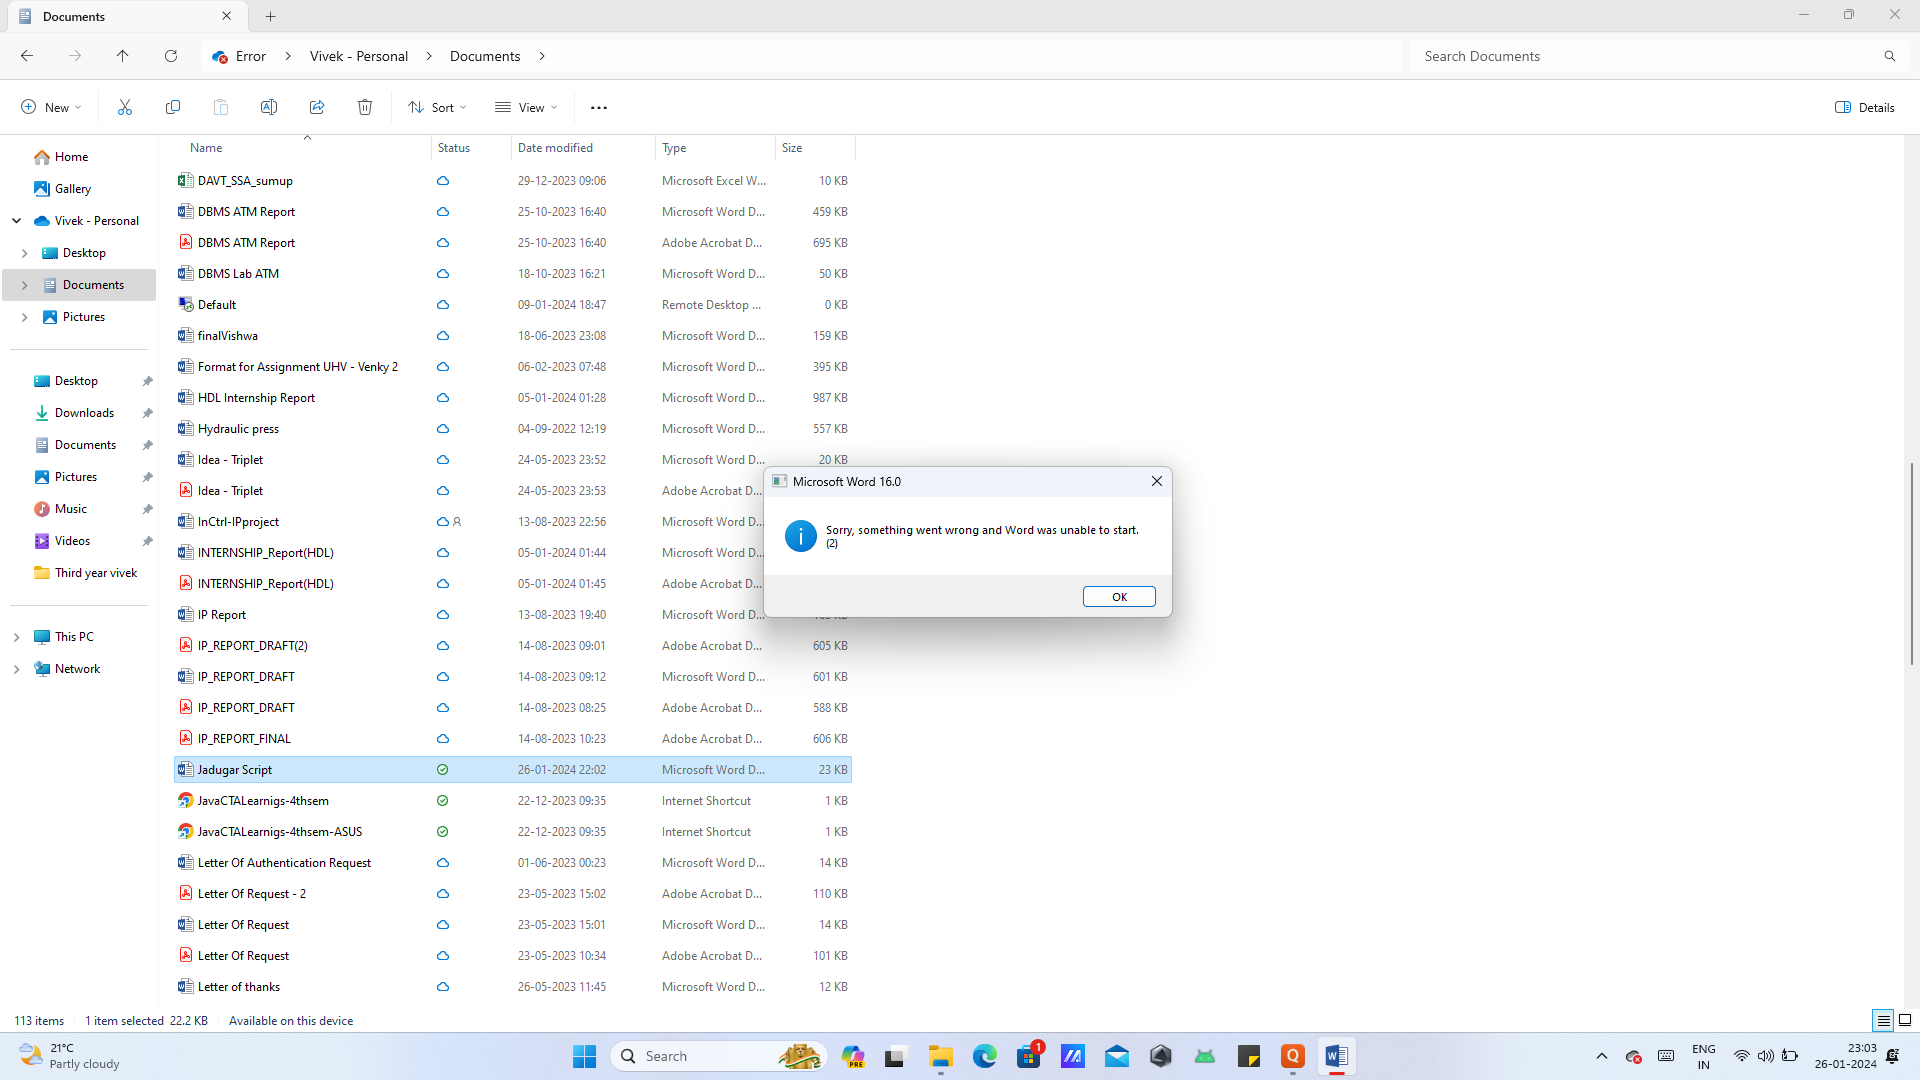 Documents
Error
Vivek - Personal
Documents
Search Documents
New
Sort
View
Details
Name Status Date modified Type Size
Home
Gallery
Vivek - Personal
Desktop
Documents
Pictures
Desktop
Downloads
Documents
Pictures
Music
Videos
Third year vivek
This PC
Network
DAVT_SSA_sumup 29-12-2023 09:06 Microsoft Excel W... 10 KB
DBMS ATM Report 25-10-2023 16:40 Microsoft Word D... 459 KB
DBMS ATM Report 25-10-2023 16:40 Adobe Acrobat D... 695 KB
DBMS Lab ATM 18-10-2023 16:21 Microsoft Word D... 50 KB
Default 09-01-2024 18:47 Remote Desktop ... 0 KB
finalVishwa 18-06-2023 23:08 Microsoft Word D... 159 KB
Format for Assignment UHV - Venky 2 06-02-2023 07:48 Microsoft Word D... 395 KB
HDL Internship Report 05-01-2024 01:28 Microsoft Word D... 987 KB
Hydraulic press 04-09-2022 12:19 Microsoft Word D... 557 KB
Idea - Triplet 24-05-2023 23:52 Microsoft Word D... 20 KB
Idea - Triplet 24-05-2023 23:53 Adobe Acrobat D...
InCtrl-IPproject 13-08-2023 22:56 Microsoft Word D...
INTERNSHIP_Report(HDL) 05-01-2024 01:44 Microsoft Word D...
INTERNSHIP_Report(HDL) 05-01-2024 01:45 Adobe Acrobat D...
IP Report 13-08-2023 19:40 Microsoft Word D...
IP_REPORT_DRAFT(2) 14-08-2023 09:01 Adobe Acrobat D... 605 KB
IP_REPORT_DRAFT 14-08-2023 09:12 Microsoft Word D... 601 KB
IP_REPORT_DRAFT 14-08-2023 08:25 Adobe Acrobat D... 588 KB
IP_REPORT_FINAL 14-08-2023 10:23 Adobe Acrobat D... 606 KB
Jadugar Script 26-01-2024 22:02 Microsoft Word D... 23 KB
JavaCTALearnigs-4thsem 22-12-2023 09:35 Internet Shortcut 1 KB
JavaCTALearnigs-4thsem-ASUS 22-12-2023 09:35 Internet Shortcut 1 KB
Letter Of Authentication Request 01-06-2023 00:23 Microsoft Word D... 14 KB
Letter Of Request - 2 23-05-2023 15:02 Adobe Acrobat D... 110 KB
Letter Of Request 23-05-2023 15:01 Microsoft Word D... 14 KB
Letter Of Request 23-05-2023 10:34 Adobe Acrobat D... 101 KB
Letter of thanks 26-05-2023 11:45 Microsoft Word D... 12 KB
Microsoft Word 16.0
Sorry, something went wrong and Word was unable to start.
(2)
OK
113 items 1 item selected 22.2 KB Available on this device
21°C
Partly cloudy
Search
PRE
1
Q
ENG
IN
23:03
26-01-2024